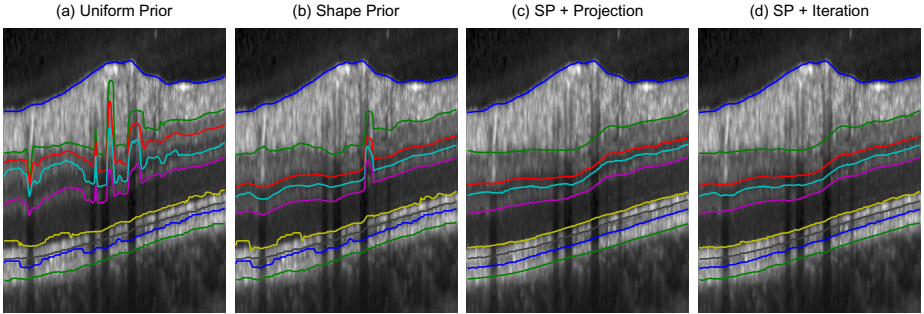 (a) Uniform Prior
(b) Shape Prior
(c) SP + Projection
(d) SP + Iteration